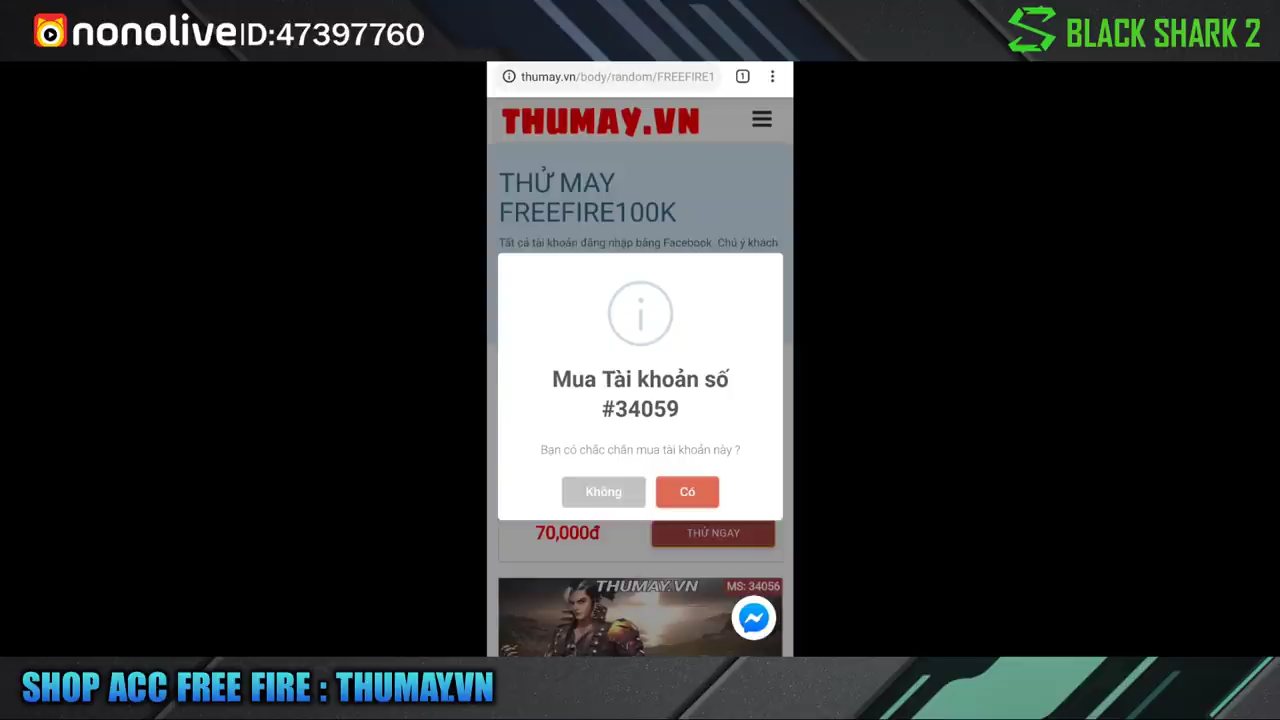 nonolive|ID:47397760
BLACK SHARK 2
thumay.vn/body/random/FREEFIRE1
1
THUMAY.VN
THỬ MAY
FREEFIRE100K
Tất cả tài khoản đăng nhập bằng Facebook. Chú ý khach
Mua Tài khoản số
#34059
Bạn có chắc chắn mua tài khoản này ?
Không
Có
70,000đ
THỬ NGAY
THUMAY.VN
MS: 34056
SHOP ACC FREE FIRE : THUMAY.VN